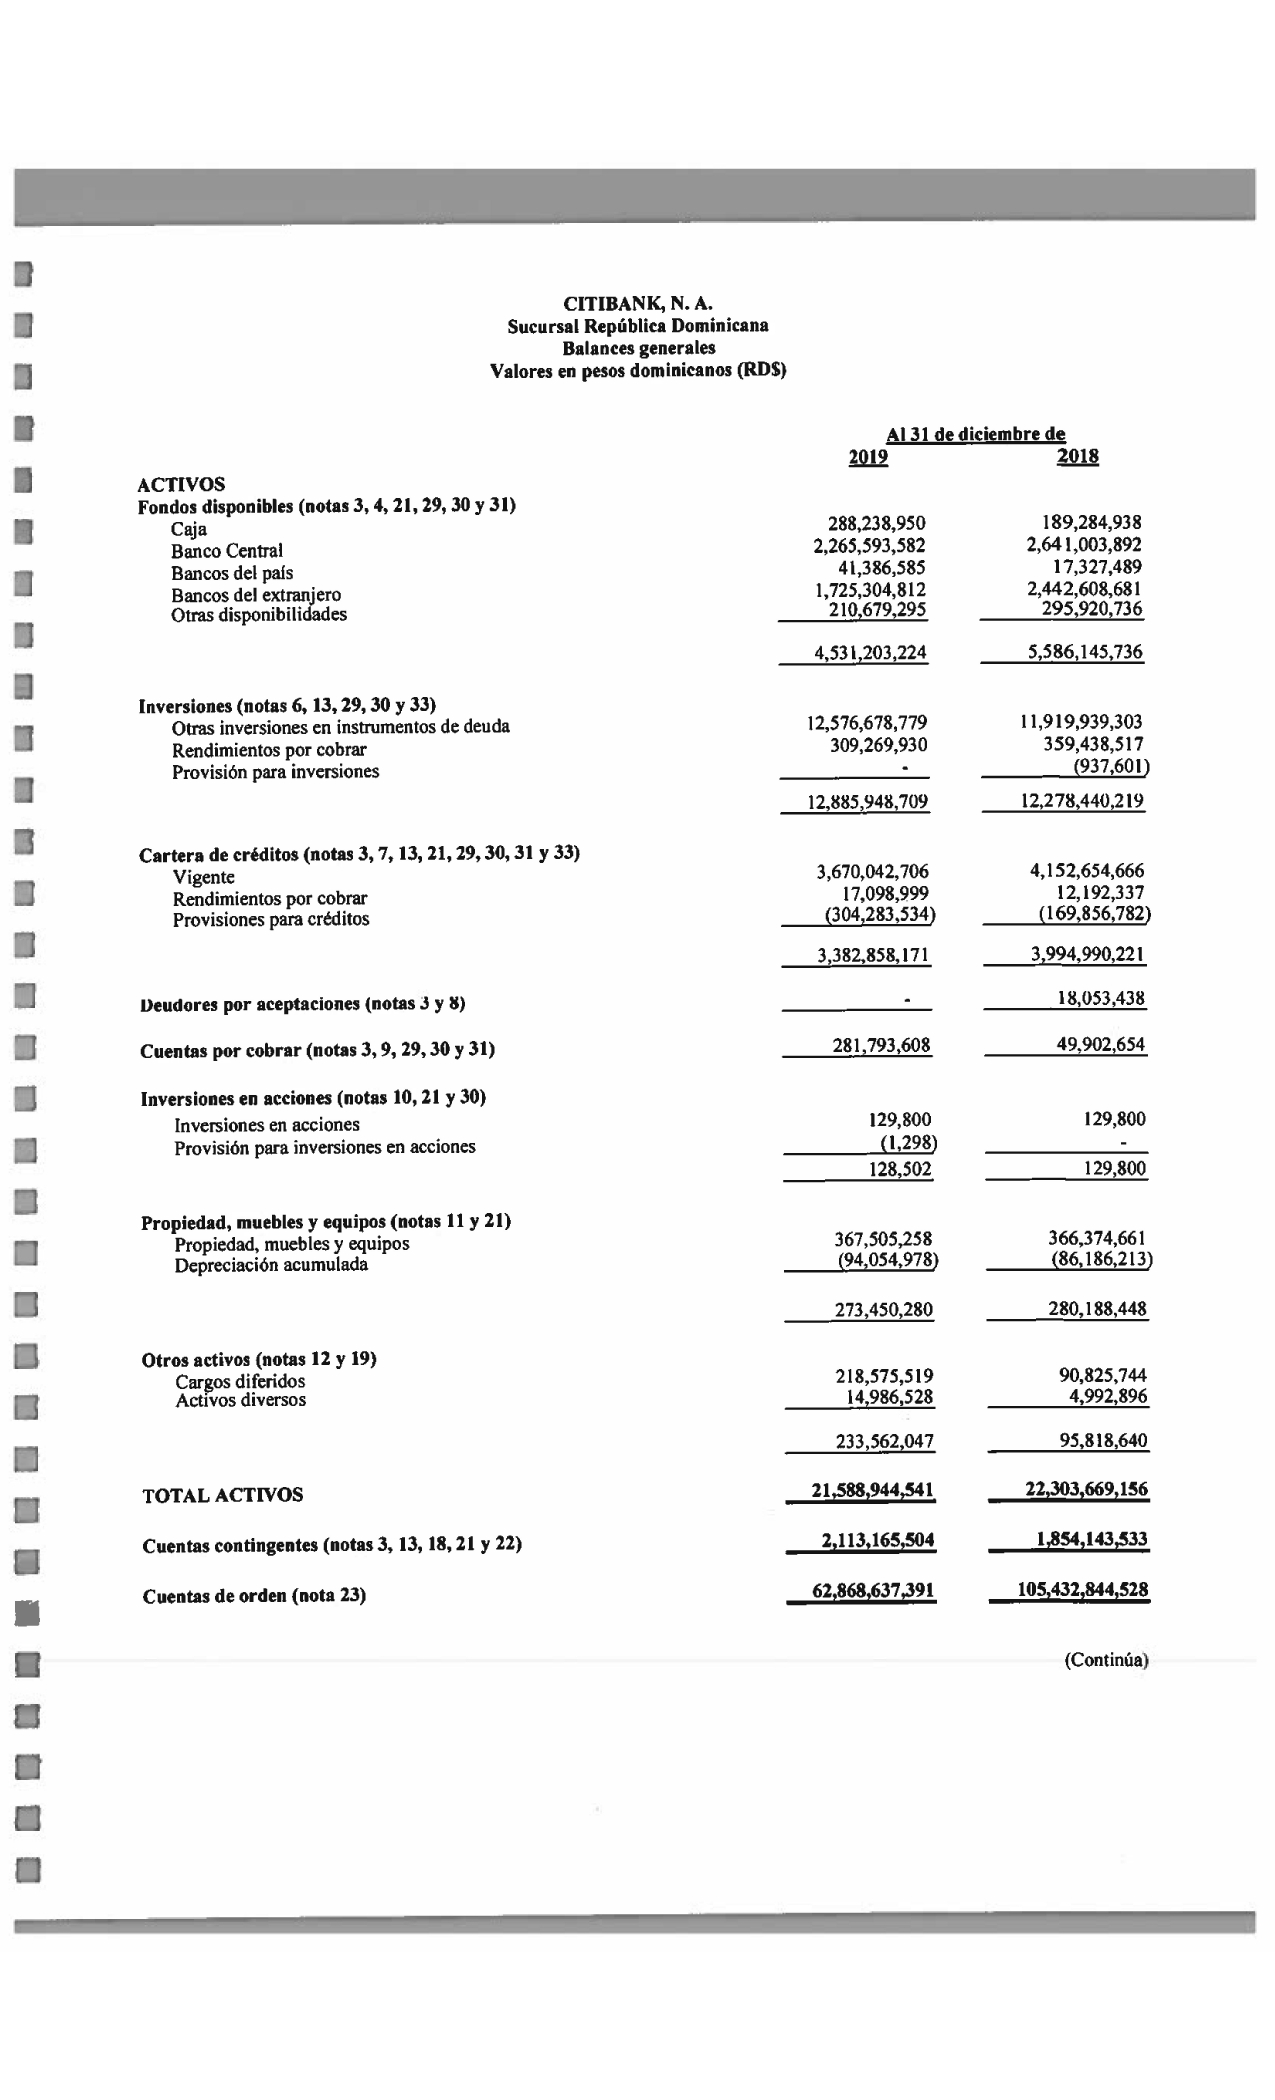 CITIBANK, N. A.
Sucursal República Dominicana
Balances generales
Valores en pesos dominicanos (RD$)
Al 31 de diciembre de
2019 2018
ACTIVOS
Fondos disponibles (notas 3, 4, 21, 29, 30 y 31)
Caja 288,238,950 189,284,938
Banco Central 2,265,593,582 2,641,003,892
Bancos del país 41,386,585 17,327,489
Bancos del extranjero 1,725,304,812 2,442,608,681
Otras disponibilidades 210,679,295 295,920,736
4,531,203,224 5,586,145,736
Inversiones (notas 6, 13, 29, 30 y 33)
Otras inversiones en instrumentos de deuda 12,576,678,779 11,919,939,303
Rendimientos por cobrar 309,269,930 359,438,517
Provisión para inversiones - (937,601)
12,885,948,709 12,278,440,219
Cartera de créditos (notas 3, 7, 13, 21, 29, 30, 31 y 33)
Vigente 3,670,042,706 4,152,654,666
Rendimientos por cobrar 17,098,999 12,192,337
Provisiones para créditos (304,283,534) (169,856,782)
3,382,858,171 3,994,990,221
Deudores por aceptaciones (notas 3 y 8) - 18,053,438
Cuentas por cobrar (notas 3, 9, 29, 30 y 31) 281,793,608 49,902,654
Inversiones en acciones (notas 10, 21 y 30)
Inversiones en acciones 129,800 129,800
Provisión para inversiones en acciones (1,298) -
128,502 129,800
Propiedad, muebles y equipos (notas 11 y 21)
Propiedad, muebles y equipos 367,505,258 366,374,661
Depreciación acumulada (94,054,978) (86,186,213)
273,450,280 280,188,448
Otros activos (notas 12 y 19)
Cargos diferidos 218,575,519 90,825,744
Activos diversos 14,986,528 4,992,896
233,562,047 95,818,640
TOTAL ACTIVOS 21,588,944,541 22,303,669,156
Cuentas contingentes (notas 3, 13, 18, 21 y 22) 2,113,165,504 1,854,143,533
Cuentas de orden (nota 23) 62,868,637,391 105,432,844,528
(Continúa)